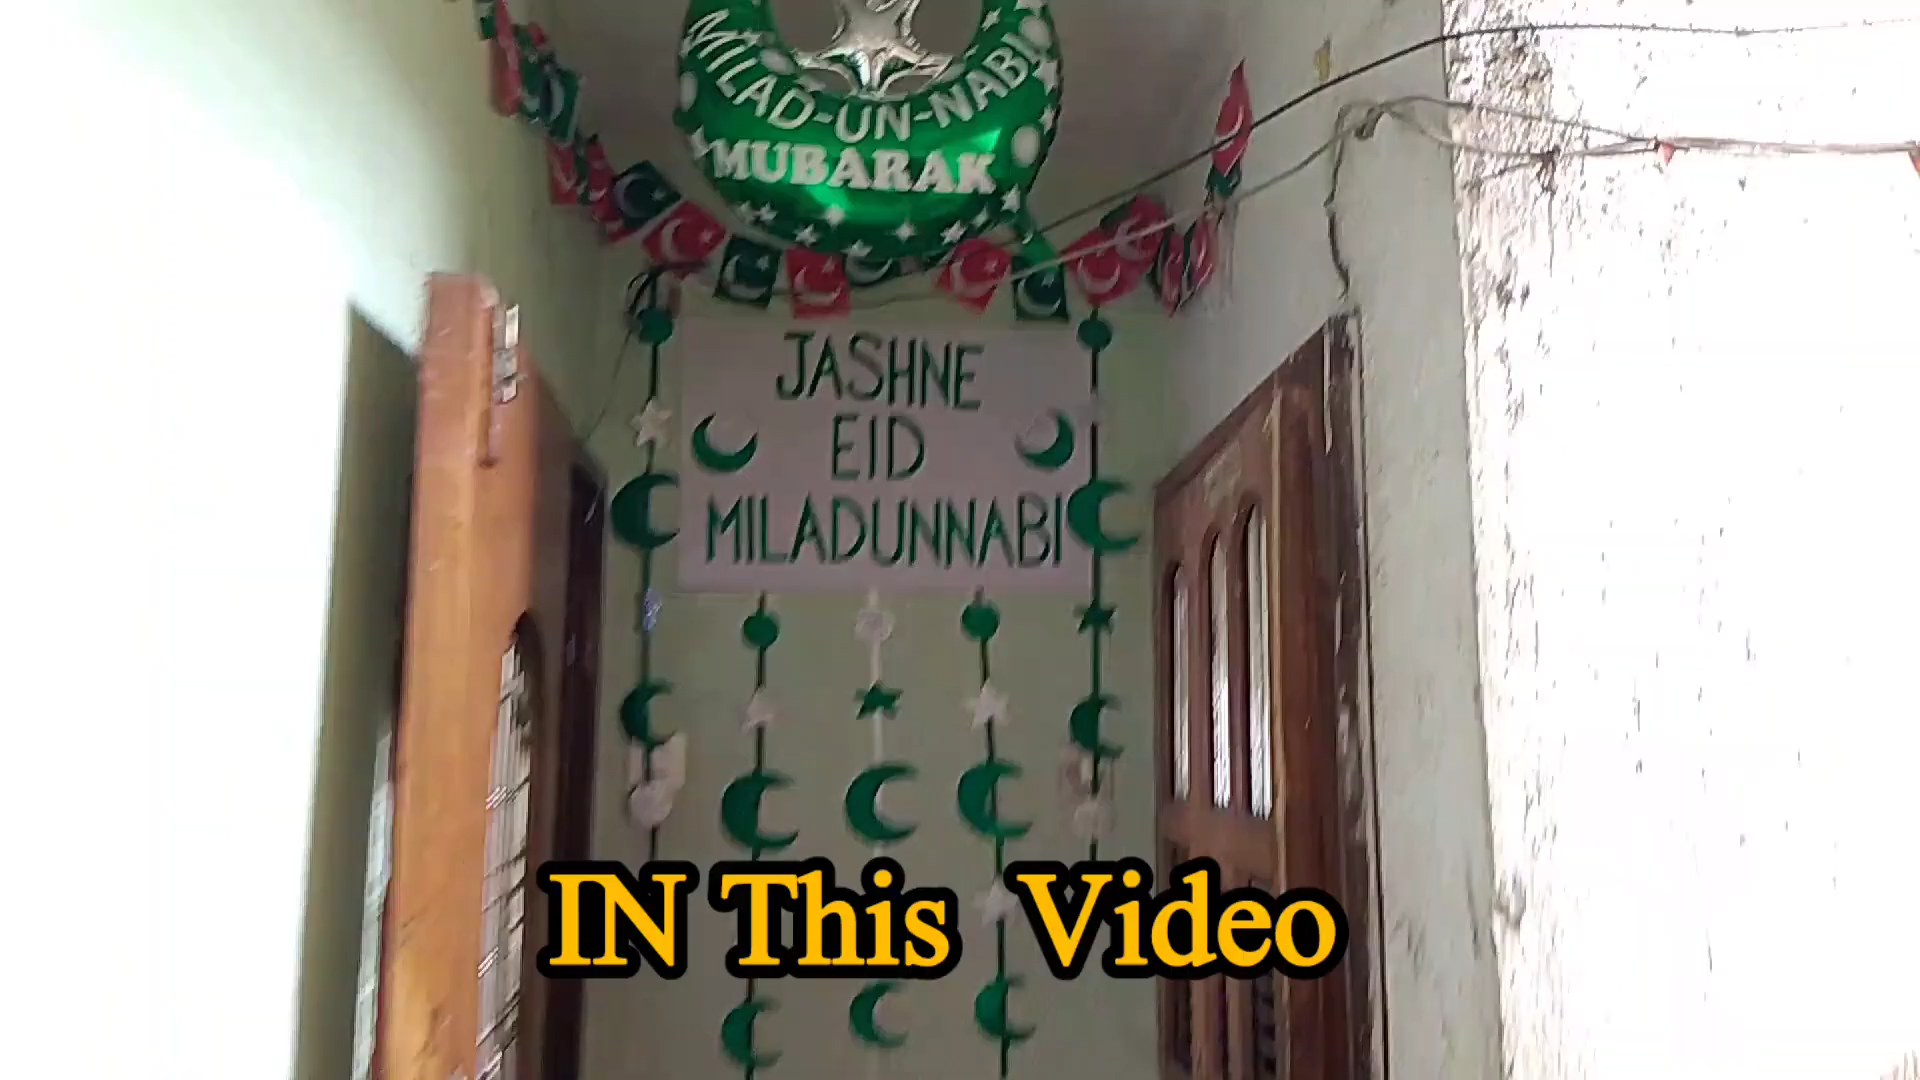 MILAD-UN-NABI
MUBARAK
JASHNE
EID
MILADUNNABI
IN This Video